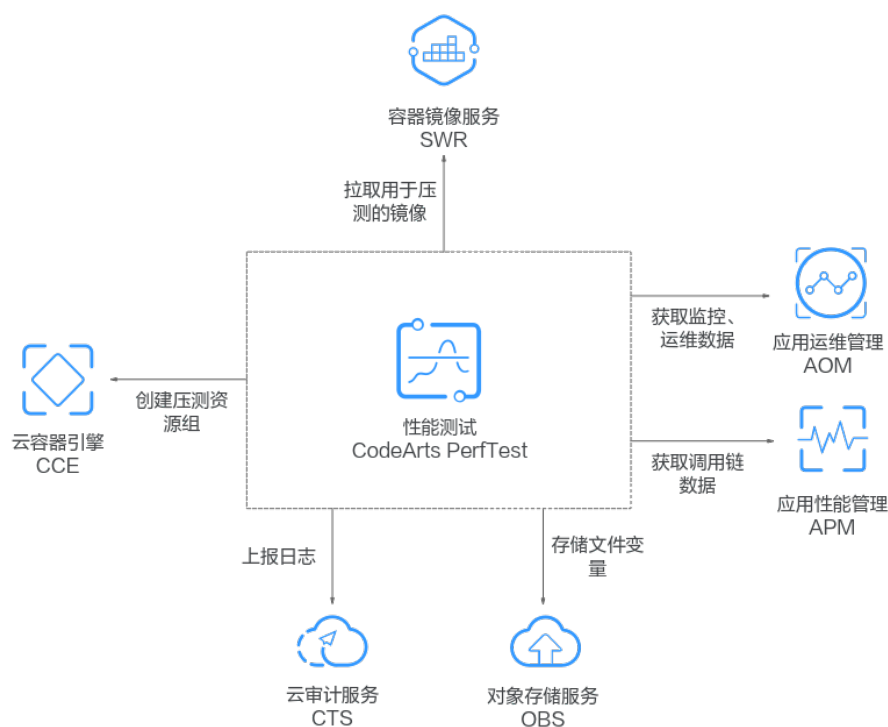 容器镜像服务
SWR
拉取用于压
测的镜像
获取监控、
运维数据
应用运维管理
AOM
创建压测资
源组
云容器引擎
CCE
性能测试
CodeArts PerfTest
获取调用链
数据
应用性能管理
APM
上报日志
存储文件变
量
云审计服务
CTS
对象存储服务
OBS